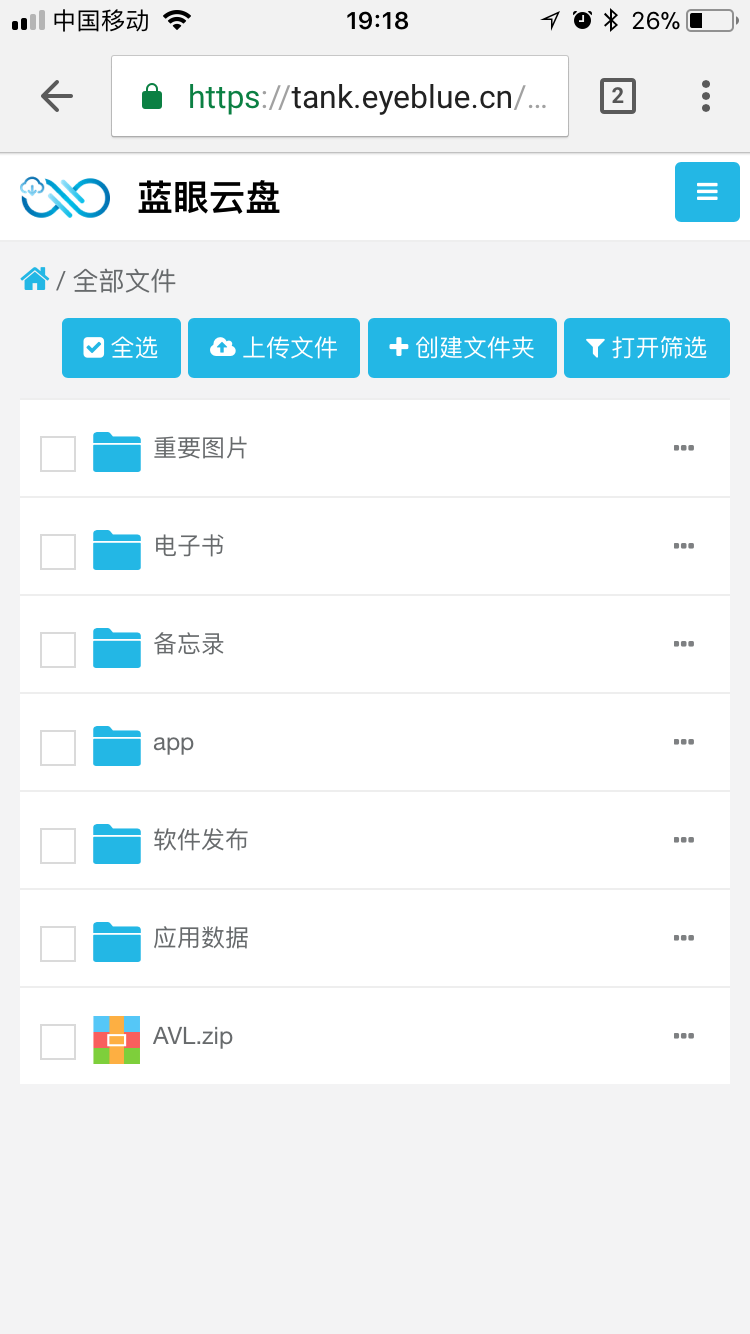 中国移动 19:18 26%
https://tank.eyeblue.cn/... 2
蓝眼云盘
/ 全部文件
全选 上传文件 创建文件夹 打开筛选
重要图片
电子书
备忘录
app
软件发布
应用数据
AVL.zip